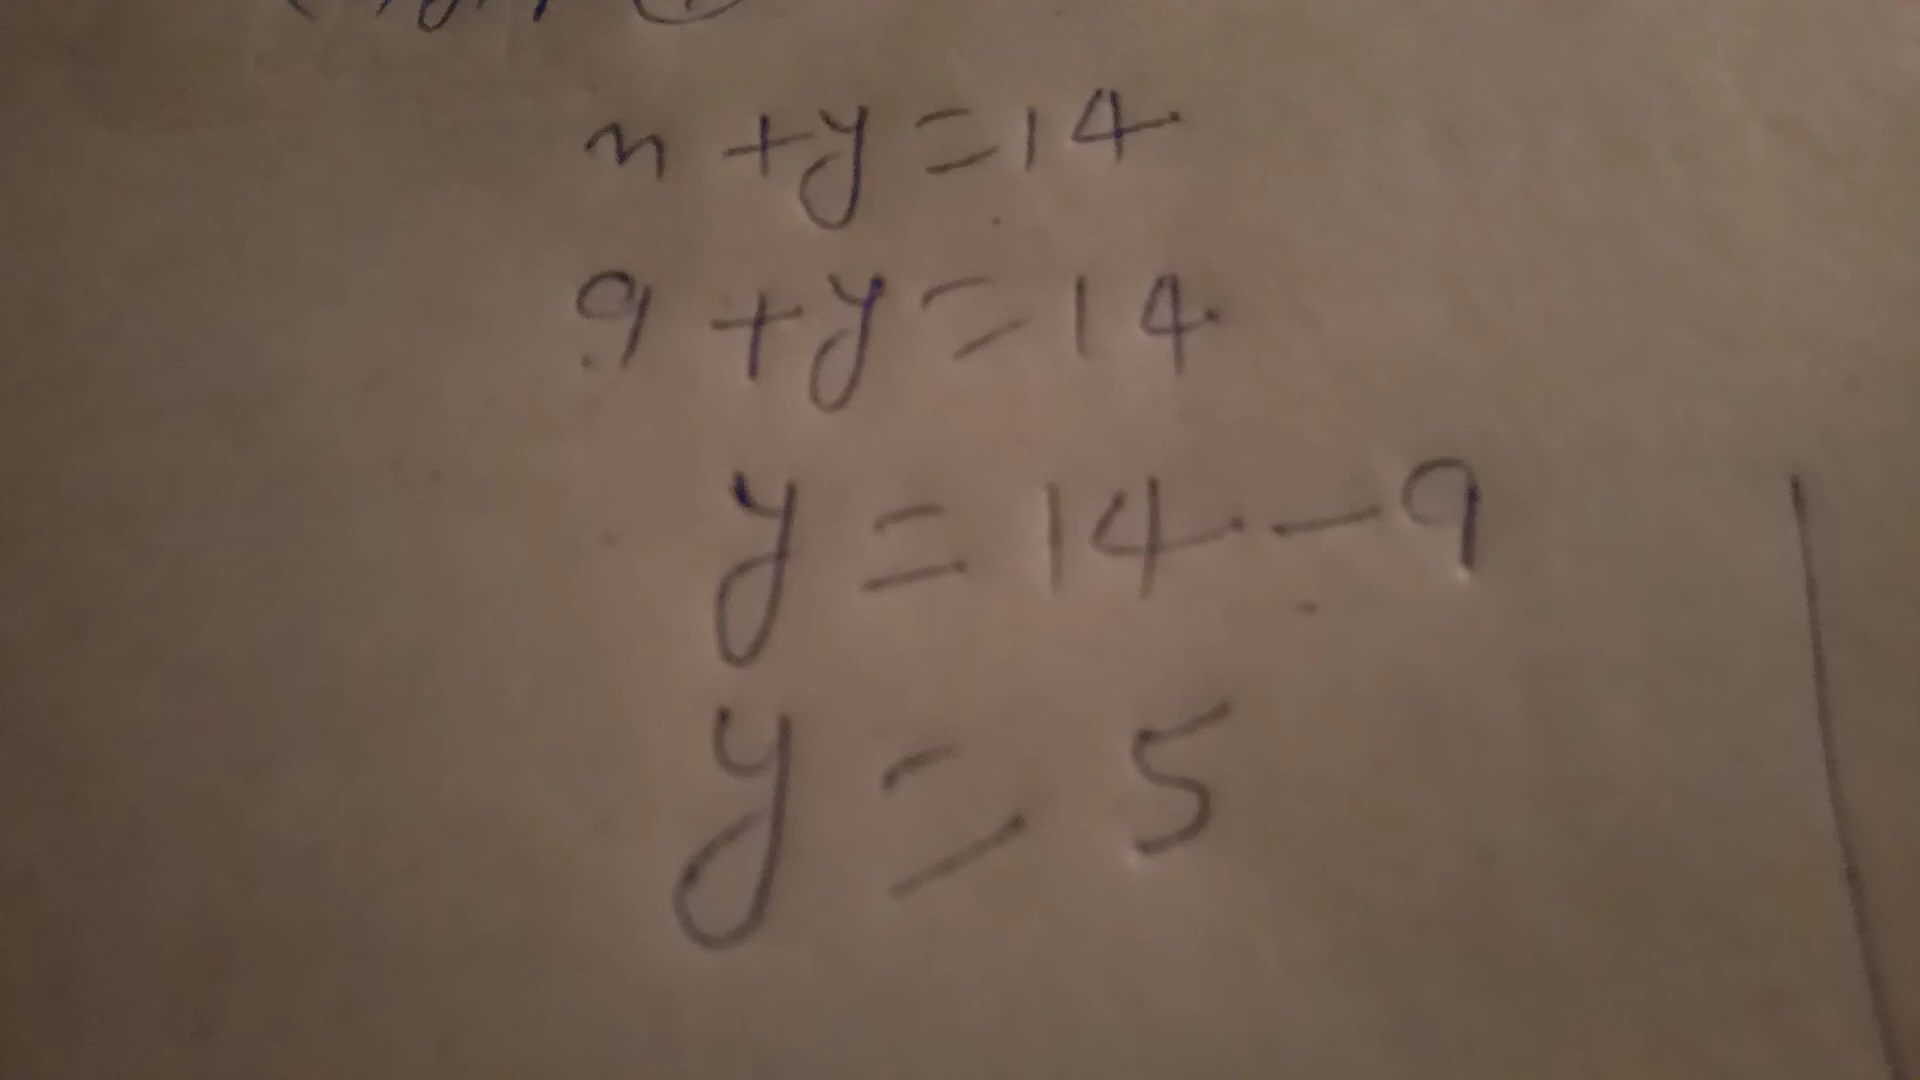 x + y = 14
9 + y = 14
y = 14 - 9
y = 5